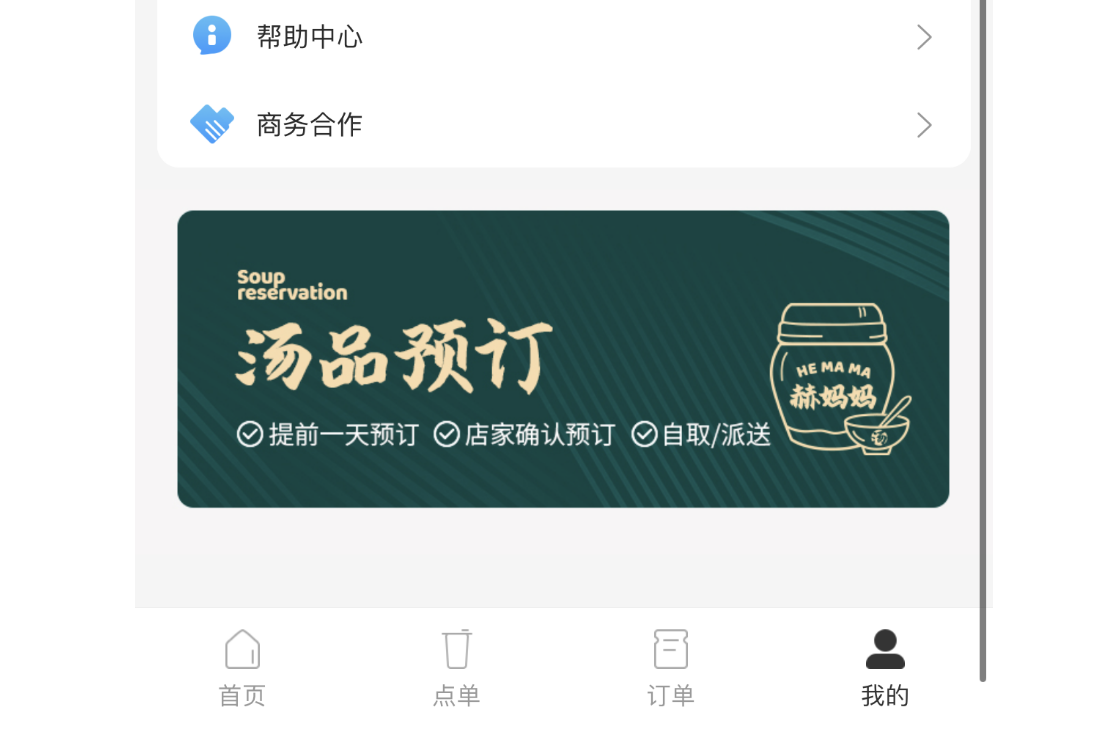 帮助中心
商务合作
Soup
reservation
汤品预订
提前一天预订 店家确认预订 自取/派送
HE MA MA
赫妈妈
首页 点单 订单 我的